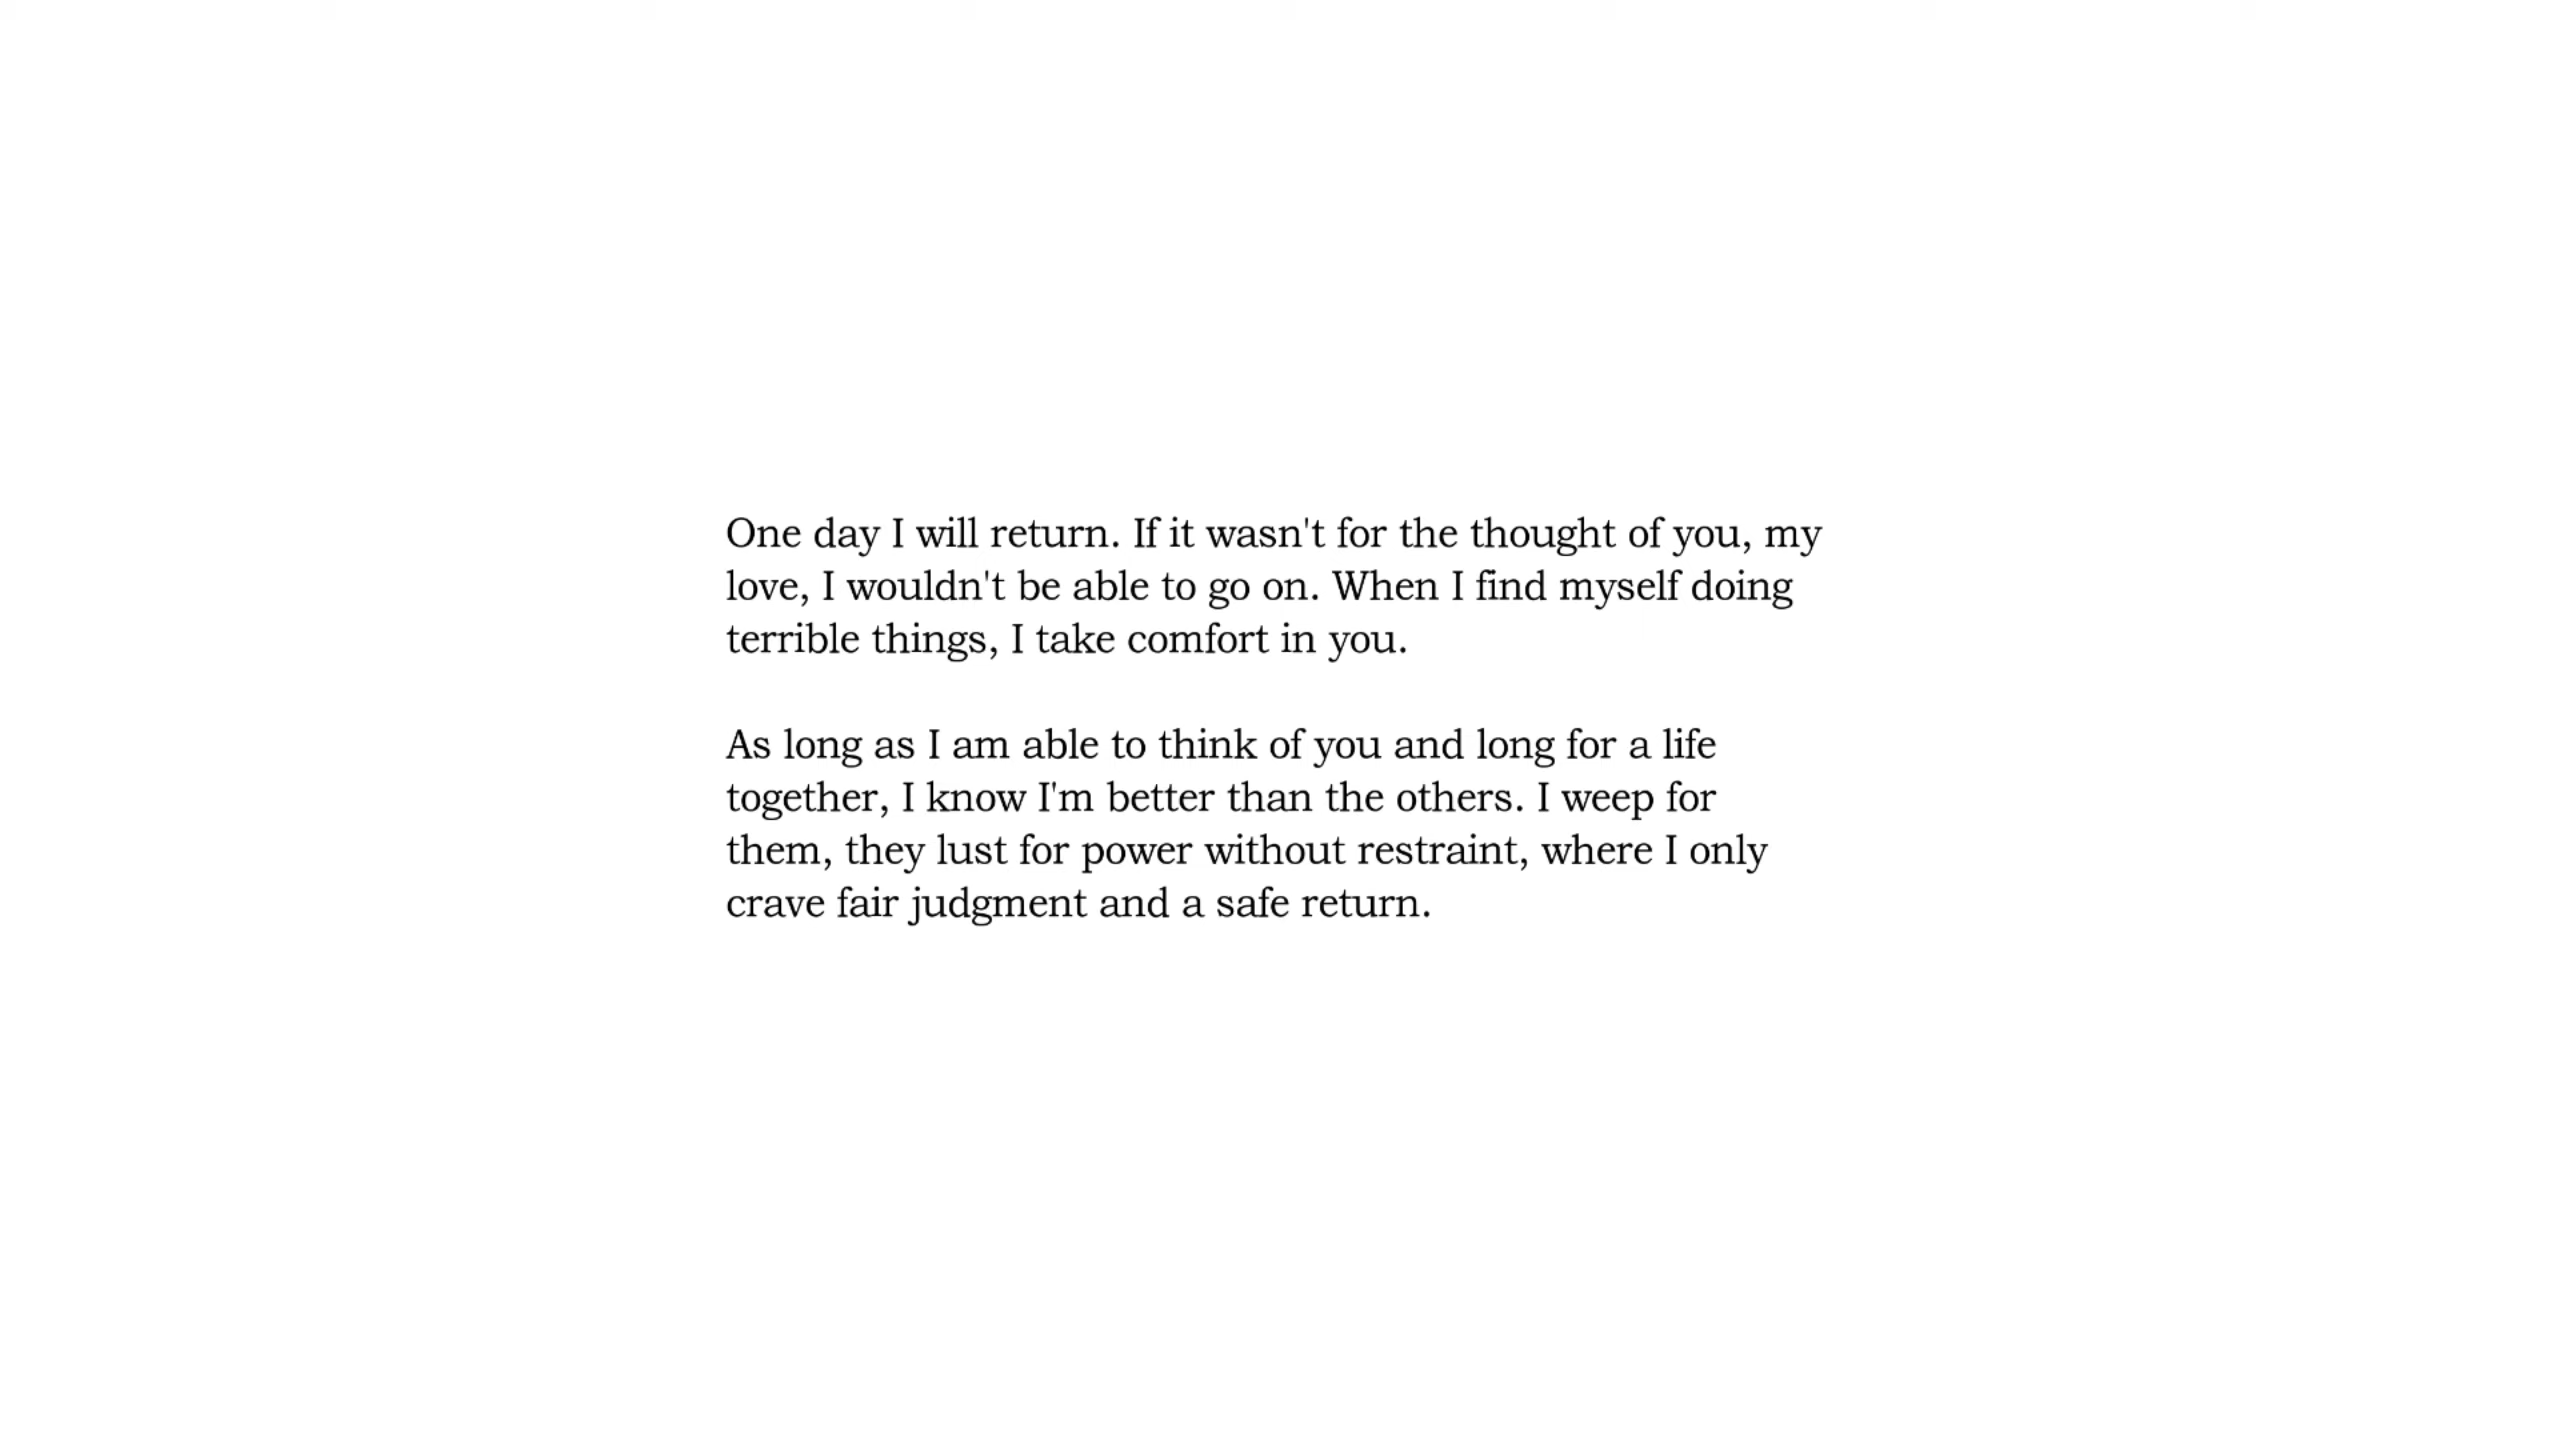 One day I will return. If it wasn't for the thought of you, my
love, I wouldn't be able to go on. When I find myself doing
terrible things, I take comfort in you.
As long as I am able to think of you and long for a life
together, I know I'm better than the others. I weep for
them, they lust for power without restraint, where I only
crave fair judgment and a safe return.